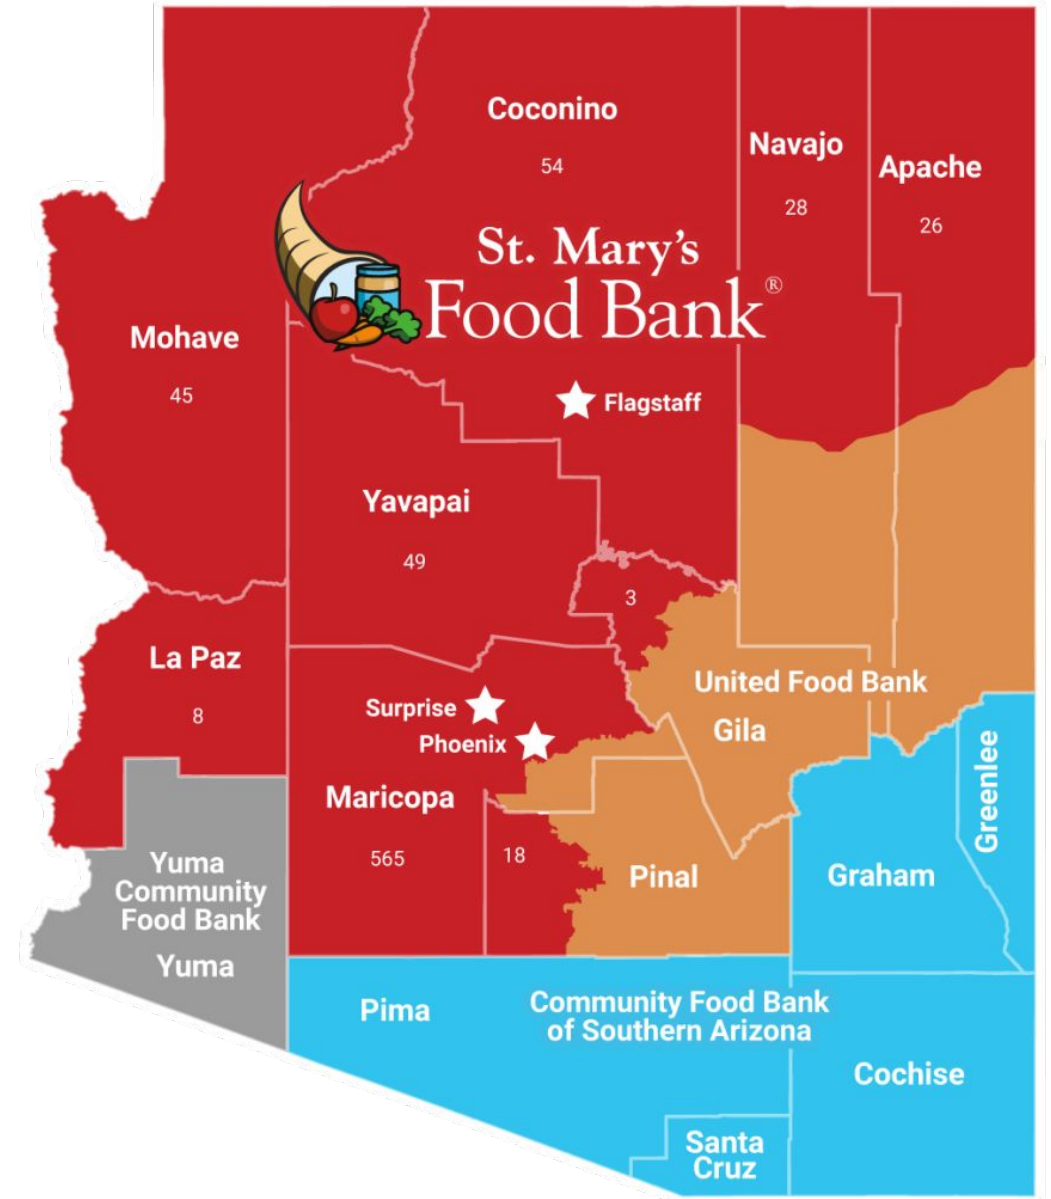 Coconino
54
Navajo
28
Apache
26
St. Mary's
Food Bank®
Mohave
45
Flagstaff
Yavapai
49
3
La Paz
8
United Food Bank
Gila
Surprise
Phoenix
Maricopa
565
18
Pinal
Greenlee
Graham
Yuma
Community
Food Bank
Yuma
Pima
Community Food Bank
of Southern Arizona
Cochise
Santa
Cruz